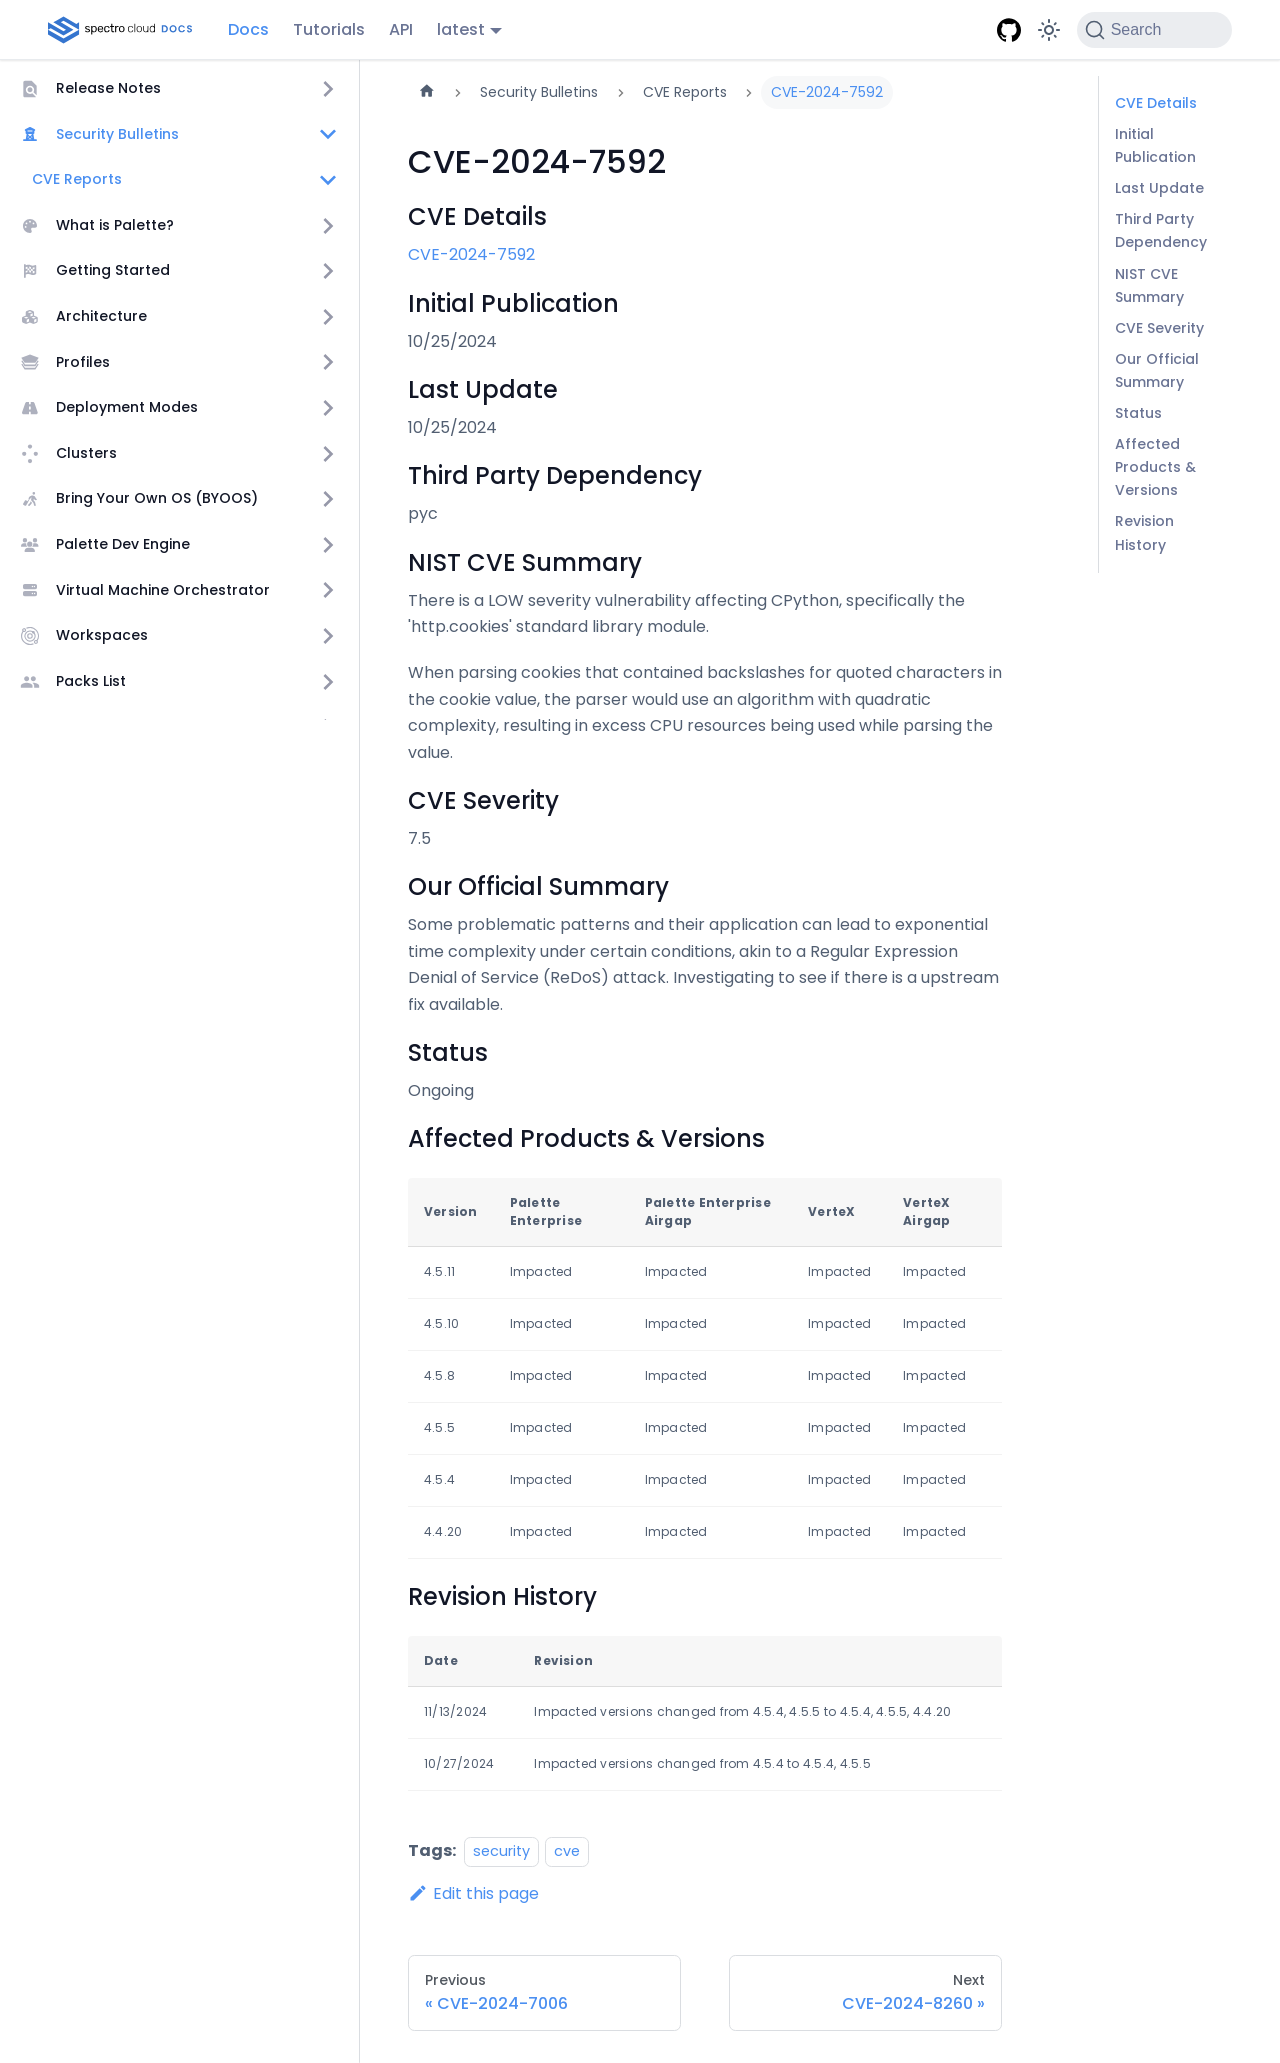 spectro cloud DOCS
Docs
Tutorials
API
latest
Search
Release Notes
Security Bulletins
CVE Reports
What is Palette?
Getting Started
Architecture
Profiles
Deployment Modes
Clusters
Bring Your Own OS (BYOOS)
Palette Dev Engine
Virtual Machine Orchestrator
Workspaces
Packs List
Security Bulletins
CVE Reports
CVE-2024-7592
CVE-2024-7592
CVE Details
CVE-2024-7592
Initial Publication
10/25/2024
Last Update
10/25/2024
Third Party Dependency
pyc
NIST CVE Summary
There is a LOW severity vulnerability affecting CPython, specifically the
'http.cookies' standard library module.
When parsing cookies that contained backslashes for quoted characters in
the cookie value, the parser would use an algorithm with quadratic
complexity, resulting in excess CPU resources being used while parsing the
value.
CVE Severity
7.5
Our Official Summary
Some problematic patterns and their application can lead to exponential
time complexity under certain conditions, akin to a Regular Expression
Denial of Service (ReDoS) attack. Investigating to see if there is a upstream
fix available.
Status
Ongoing
Affected Products & Versions
Version
Palette
Enterprise
Palette Enterprise
Airgap
VerteX
VerteX
Airgap
4.5.11 Impacted Impacted Impacted Impacted
4.5.10 Impacted Impacted Impacted Impacted
4.5.8 Impacted Impacted Impacted Impacted
4.5.5 Impacted Impacted Impacted Impacted
4.5.4 Impacted Impacted Impacted Impacted
4.4.20 Impacted Impacted Impacted Impacted
Revision History
Date Revision
11/13/2024 Impacted versions changed from 4.5.4, 4.5.5 to 4.5.4, 4.5.5, 4.4.20
10/27/2024 Impacted versions changed from 4.5.4 to 4.5.4, 4.5.5
Tags: security cve
Edit this page
Previous
« CVE-2024-7006
Next
CVE-2024-8260 »
CVE Details
Initial
Publication
Last Update
Third Party
Dependency
NIST CVE
Summary
CVE Severity
Our Official
Summary
Status
Affected
Products &
Versions
Revision
History